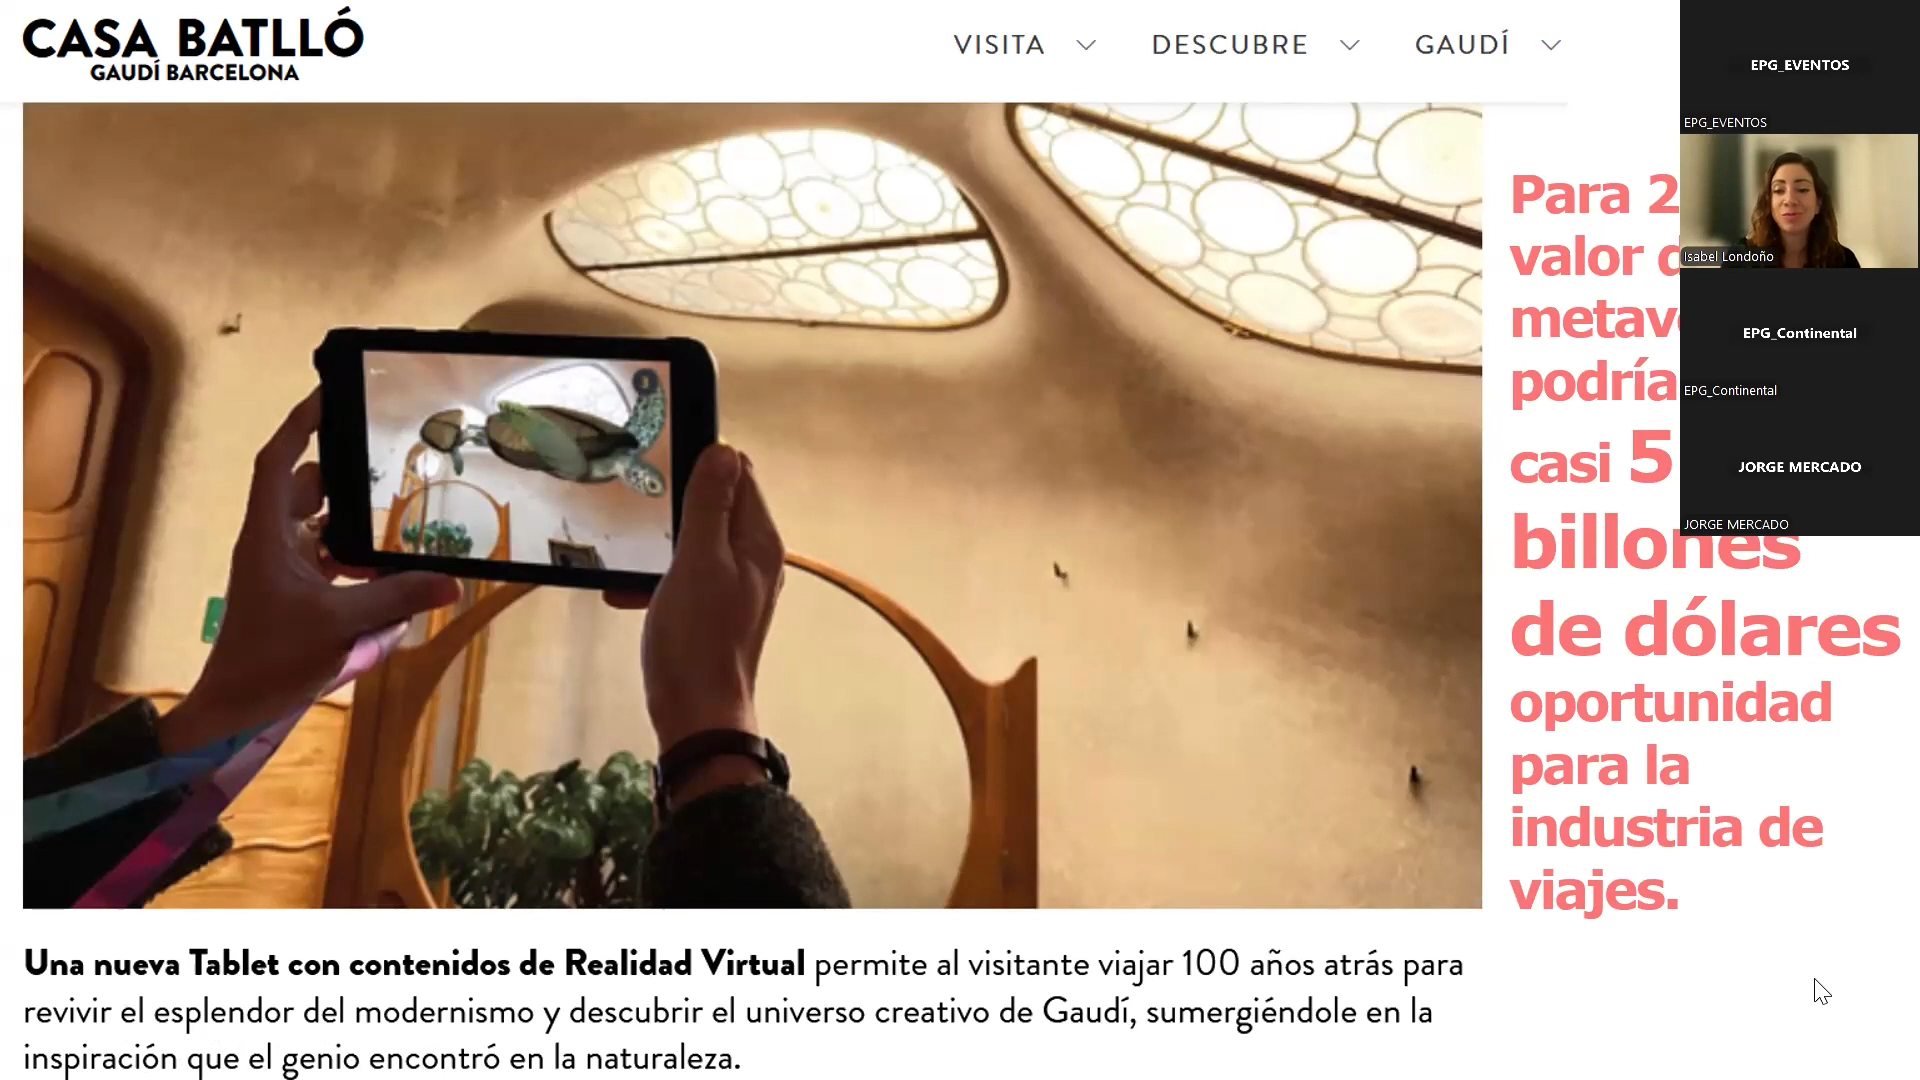 CASA BATLLÓ
GAUDÍ BARCELONA
VISITA
DESCUBRE
GAUDÍ
EPG_EVENTOS
EPG_EVENTOS
Isabel Londoño
EPG_Continental
EPG_Continental
JORGE MERCADO
JORGE MERCADO
Para
valor
podría
casi 5
billones
de dólares
oportunidad
para la
industria de
viajes.
Una nueva Tablet con contenidos de Realidad Virtual permite al visitante viajar 100 años atrás para
revivir el esplendor del modernismo y descubrir el universo creativo de Gaudí, sumergiéndole en la
inspiración que el genio encontró en la naturaleza.